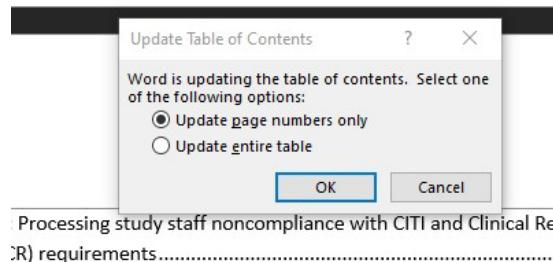 Update Table of Contents ?
Word is updating the table of contents. Select one
of the following options:
Update page numbers only
Update entire table
OK Cancel
: Processing study staff noncompliance with CITI and Clinical Re
CR) requirements......................................................